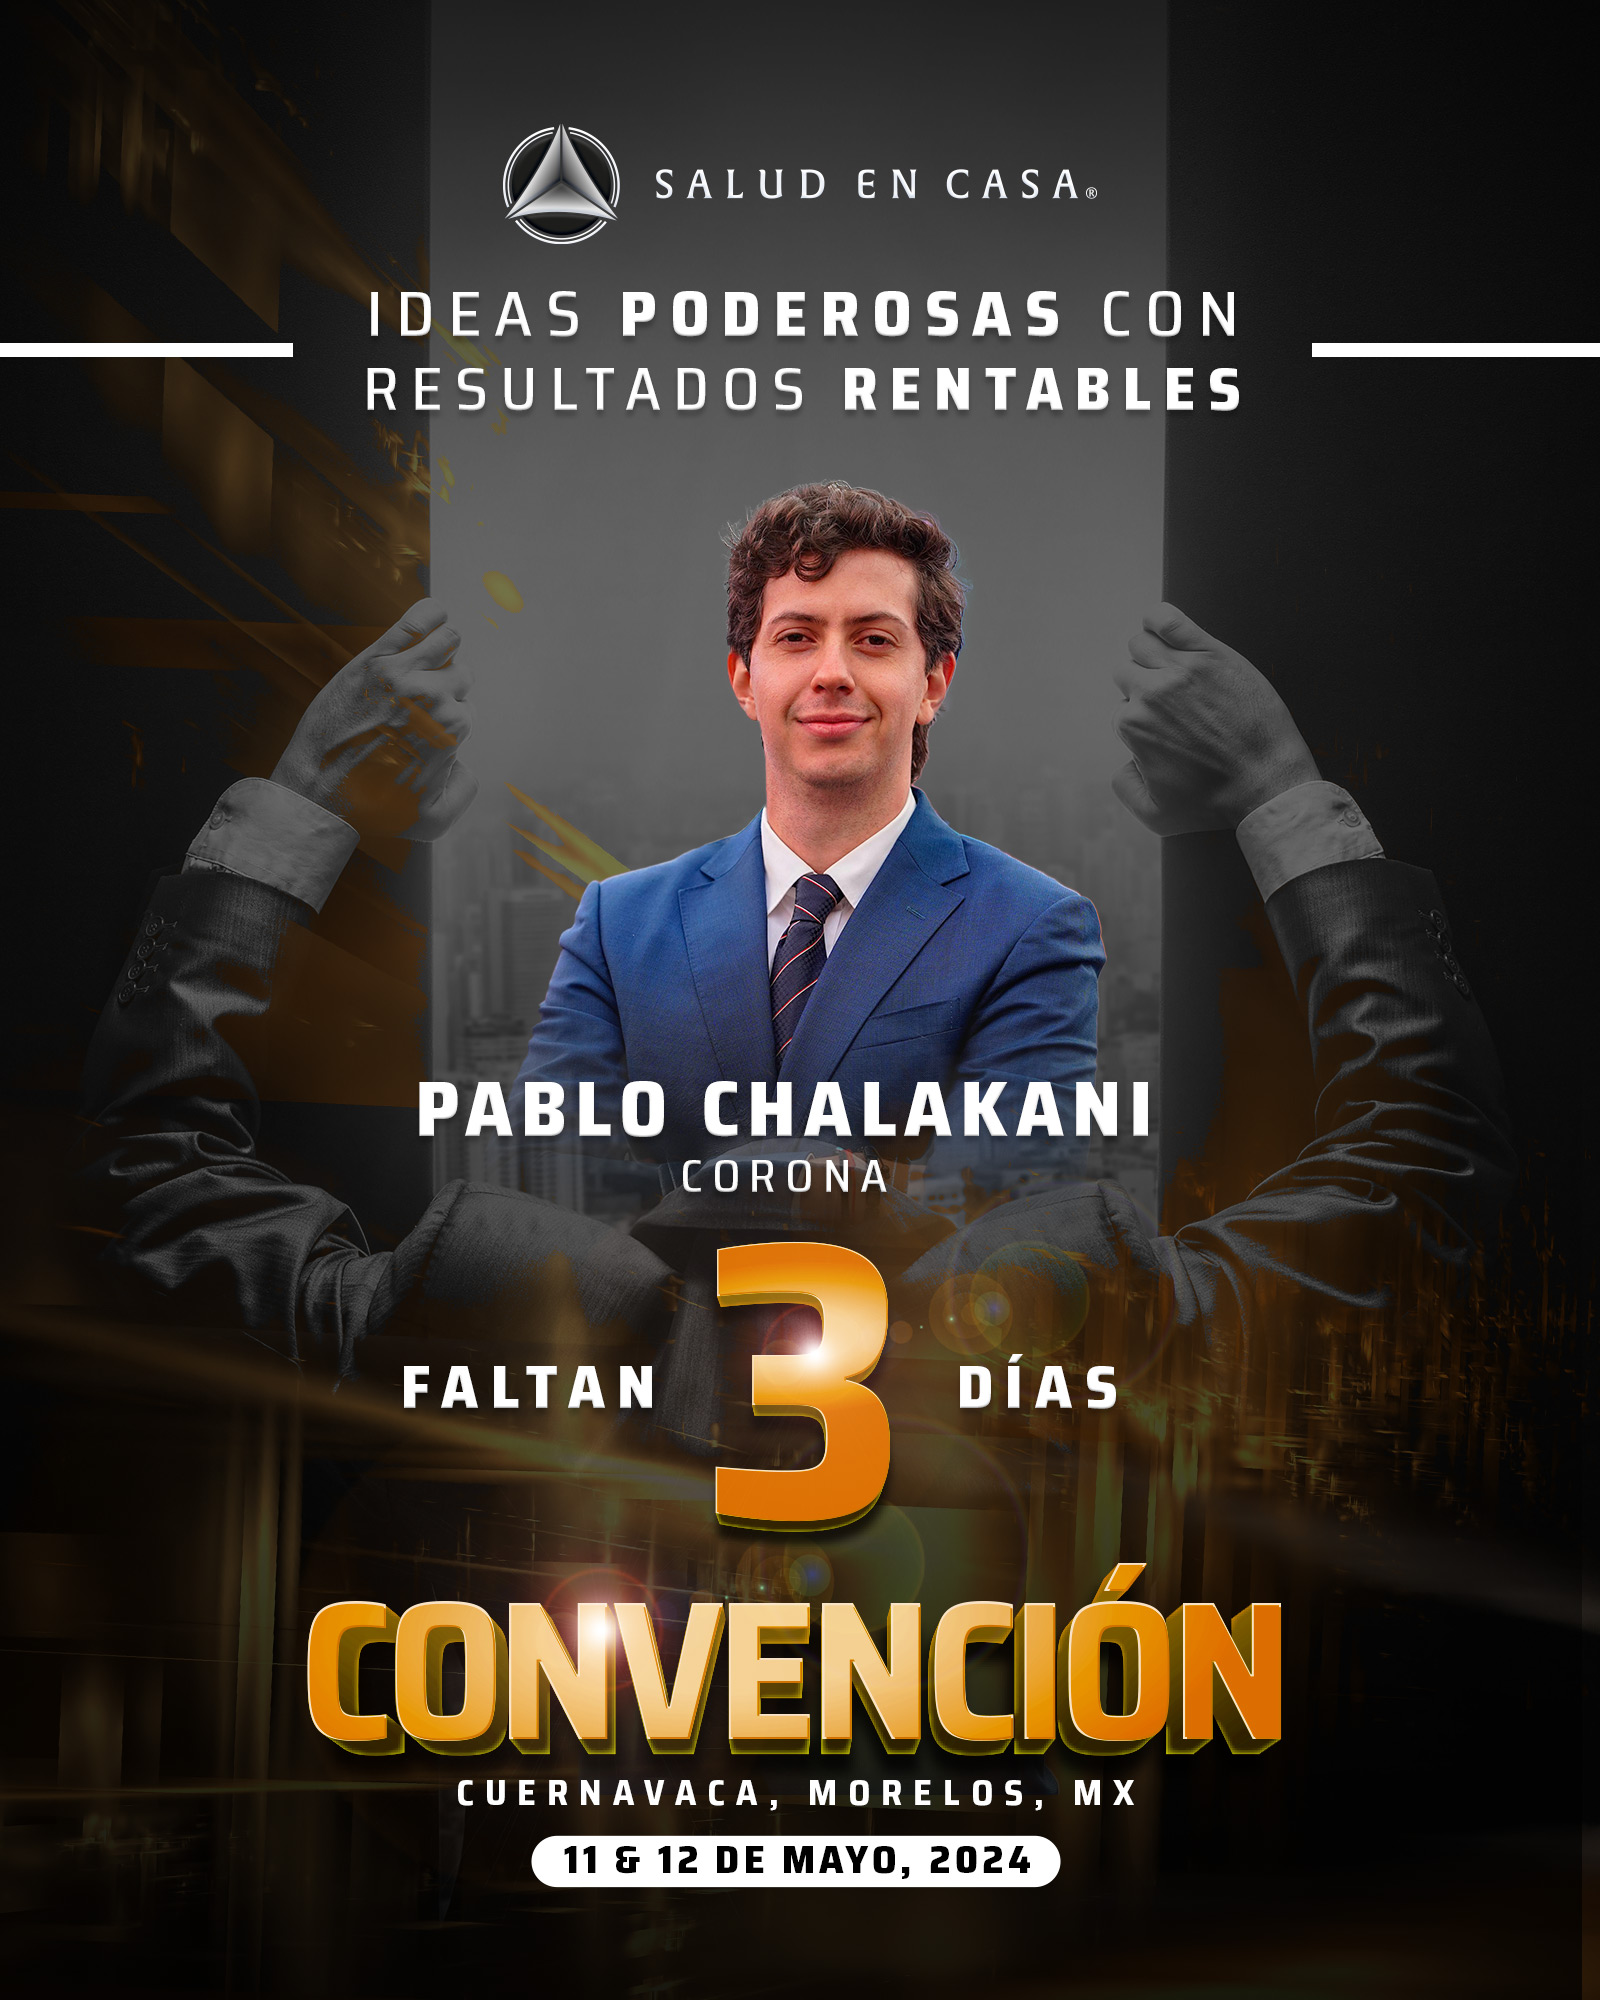 SALUD EN CASA®
IDEAS PODEROSAS CON
RESULTADOS RENTABLES
PABLO CHALAKANI
CORONA
FALTAN 3 DÍAS
CONVENCIÓN
CUERNAVACA, MORELOS, MX
11 & 12 DE MAYO, 2024